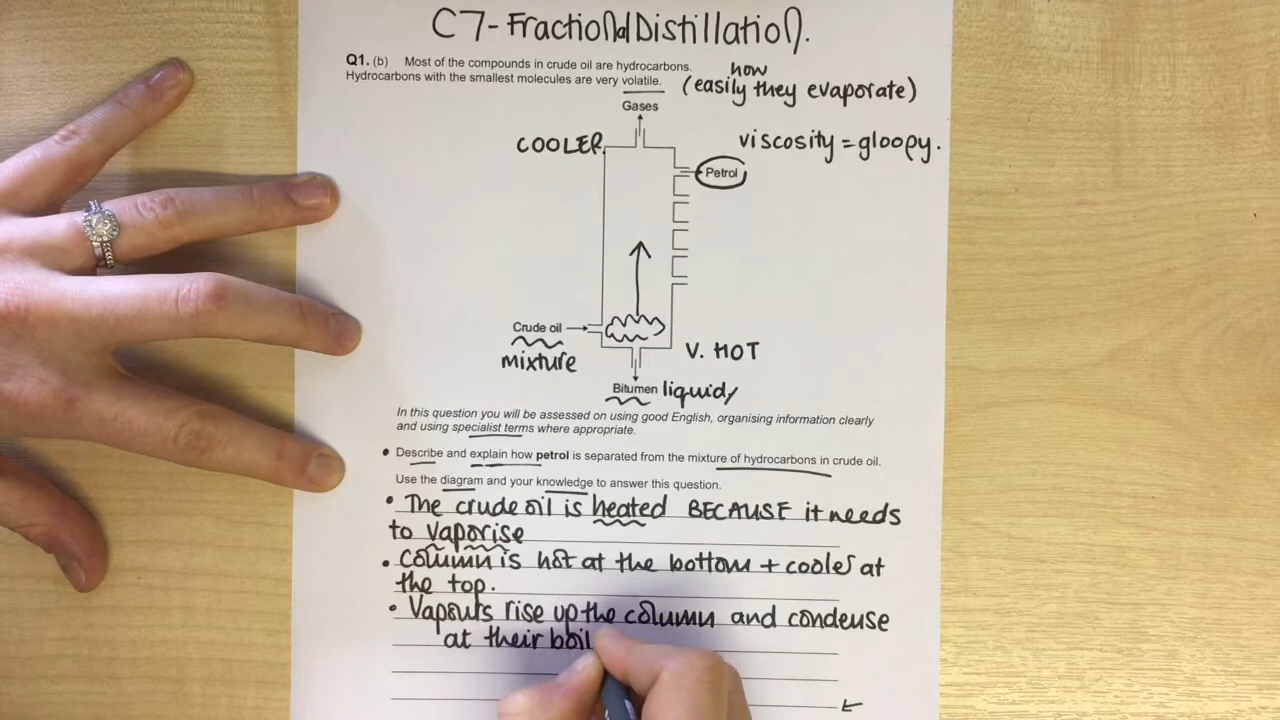 C7-Fractional Distillation.
Q1. (b) Most of the compounds in crude oil are hydrocarbons.
Hydrocarbons with the smallest molecules are very volatile.
how
(easily they evaporate)
Gases
COOLER
viscosity = gloopy.
Petrol
Crude oil
mixture
V. HOT
Bitumen liquidy
In this question you will be assessed on using good English, organising information clearly
and using specialist terms where appropriate.
• Describe and explain how petrol is separated from the mixture of hydrocarbons in crude oil.
Use the diagram and your knowledge to answer this question.
• The crude oil is heated BECAUSE it needs
to vaporise
• column is hot at the bottom + cooler at
the top.
• Vapours rise up the column and condense
at their boil